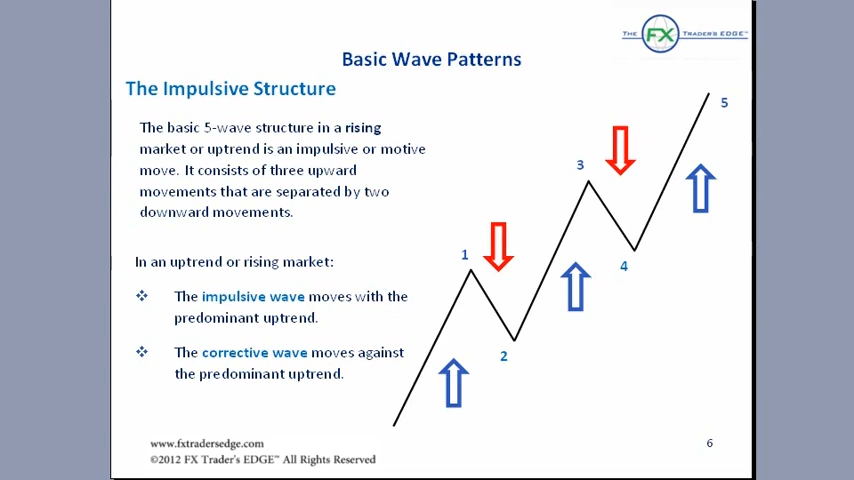 THE FX TRADER'S EDGE™
Basic Wave Patterns
The Impulsive Structure
The basic 5-wave structure in a rising
market or uptrend is an impulsive or motive
move. It consists of three upward
movements that are separated by two
downward movements.
In an uptrend or rising market:
❖ The impulsive wave moves with the
predominant uptrend.
❖ The corrective wave moves against
the predominant uptrend.
1
2
3
4
5
www.fxtradersedge.com
©2012 FX Trader's EDGE™ All Rights Reserved
6